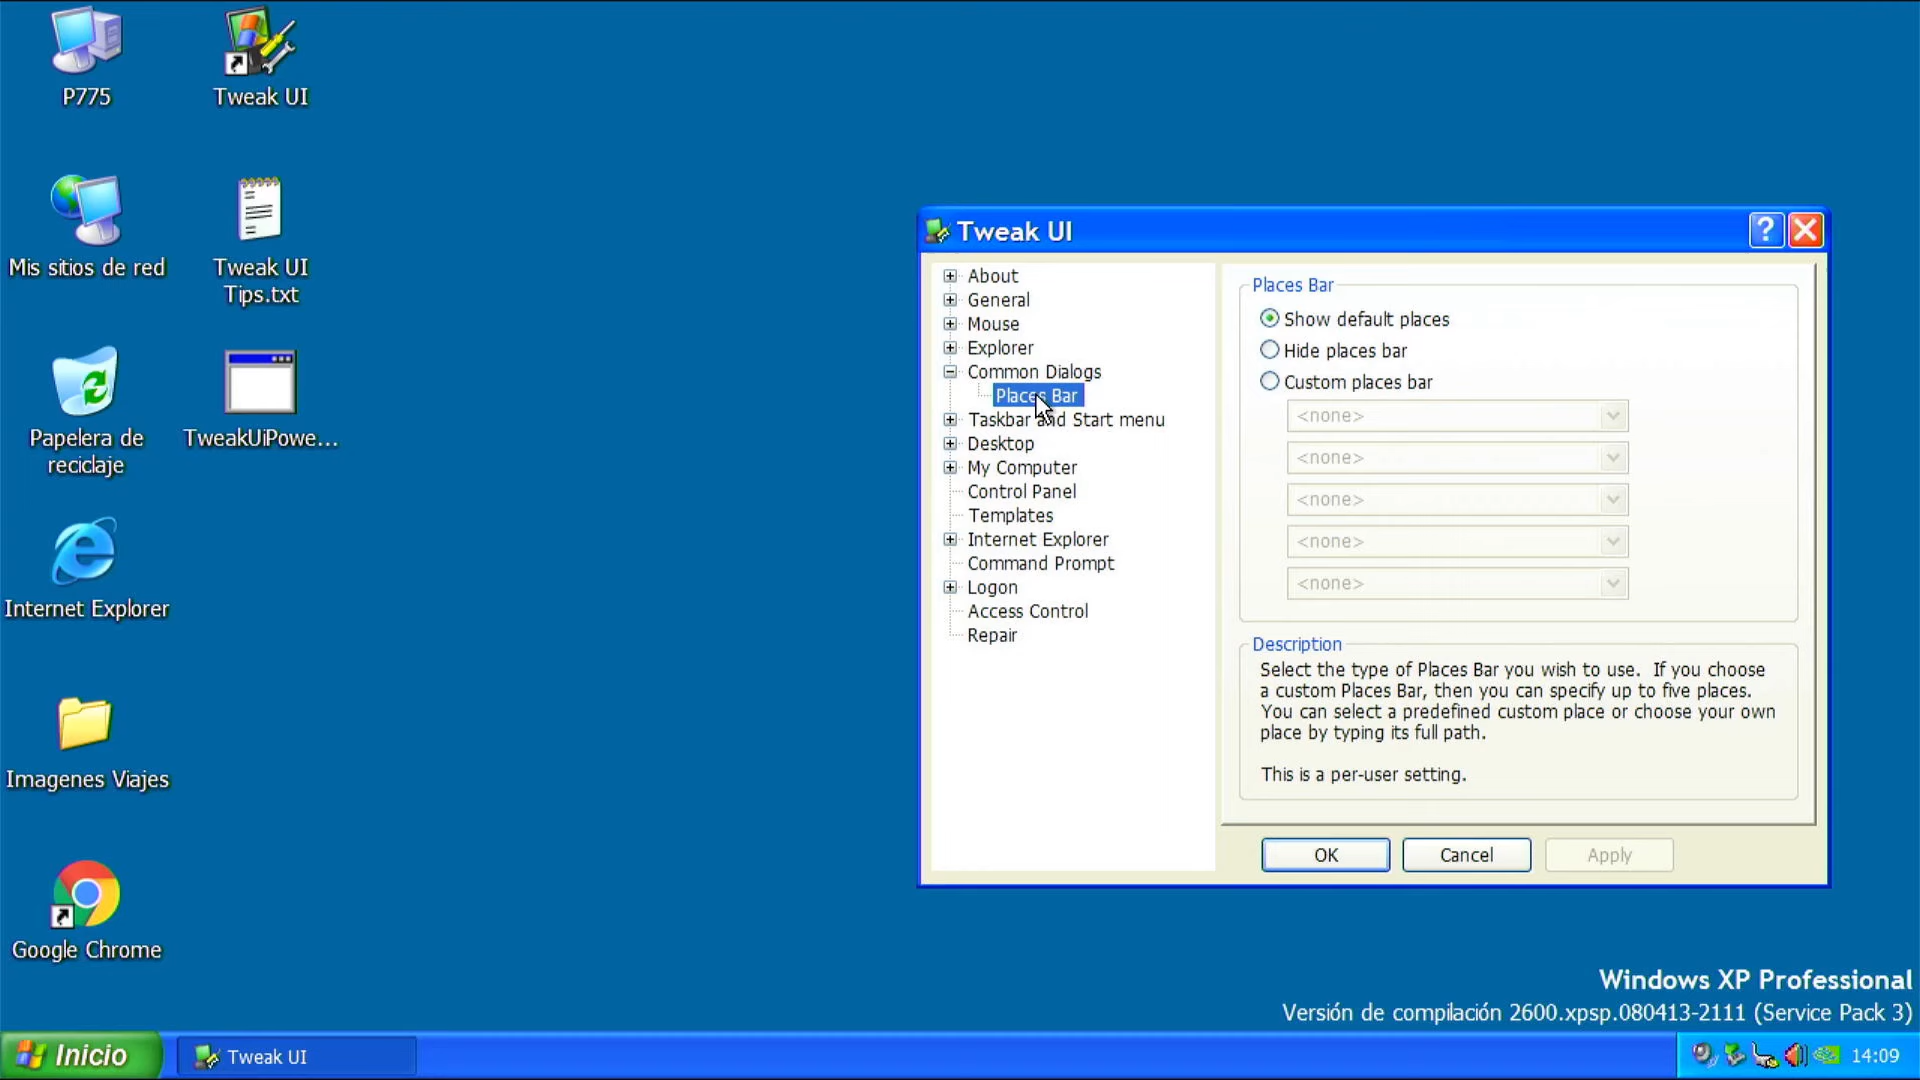 P775
Tweak UI
Mis sitios de red
Tweak UI
Tips.txt
Papelera de
reciclaje
TweakUiPowe...
Internet Explorer
Imagenes Viajes
Google Chrome
Tweak UI
About
General
Mouse
Explorer
Common Dialogs
Places Bar
Taskbar and Start menu
Desktop
My Computer
Control Panel
Templates
Internet Explorer
Command Prompt
Logon
Access Control
Repair
Places Bar
Show default places
Hide places bar
Custom places bar
<none>
<none>
<none>
<none>
<none>
Description
Select the type of Places Bar you wish to use. If you choose
a custom Places Bar, then you can specify up to five places.
You can select a predefined custom place or choose your own
place by typing its full path.
This is a per-user setting.
OK
Cancel
Apply
Windows XP Professional
Versión de compilación 2600.xpsp.080413-2111 (Service Pack 3)
Inicio
Tweak UI
14:09